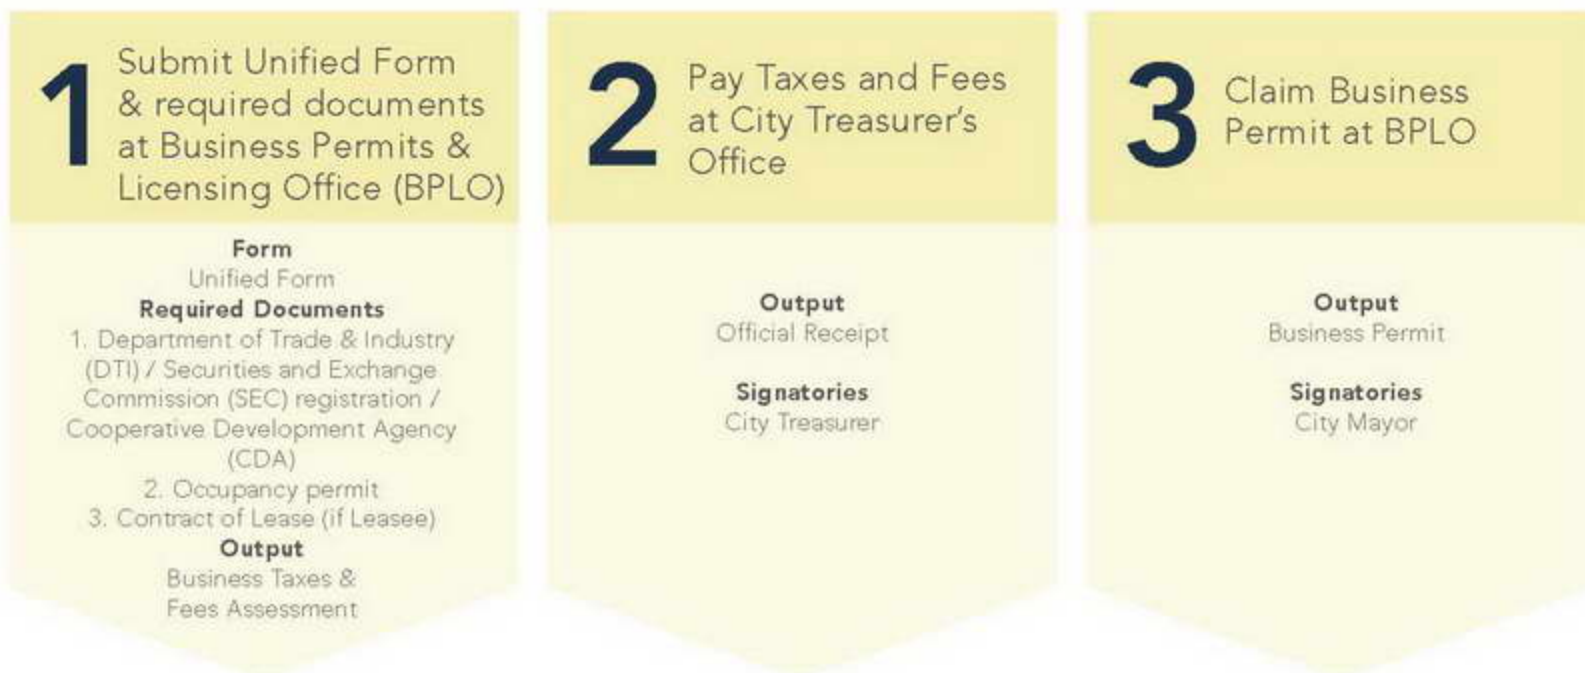 1
Submit Unified Form
& required documents
at Business Permits &
Licensing Office (BPLO)
Form
Unified Form
Required Documents
1. Department of Trade & Industry
(DTI) / Securities and Exchange
Commission (SEC) registration /
Cooperative Development Agency
(CDA)
2. Occupancy permit
3. Contract of Lease (if Leasee)
Output
Business Taxes &
Fees Assessment
2
Pay Taxes and Fees
at City Treasurer's
Office
Output
Official Receipt
Signatories
City Treasurer
3
Claim Business
Permit at BPLO
Output
Business Permit
Signatories
City Mayor